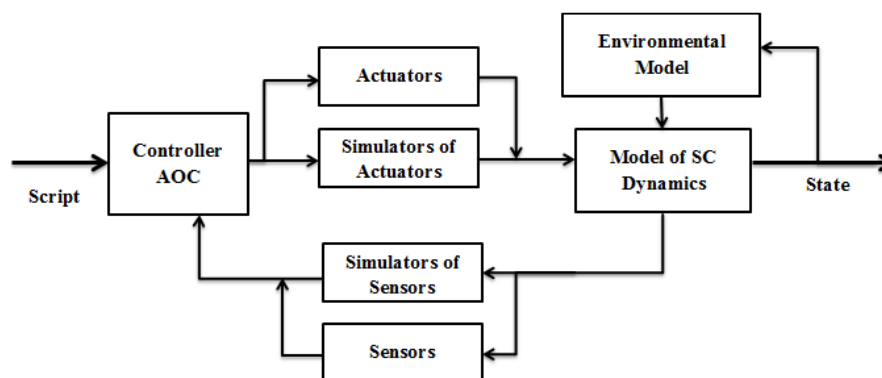 Environmental
Model
Actuators
Controller
AOC
Simulators of
Actuators
Model of SC
Dynamics
Script
State
Simulators of
Sensors
Sensors